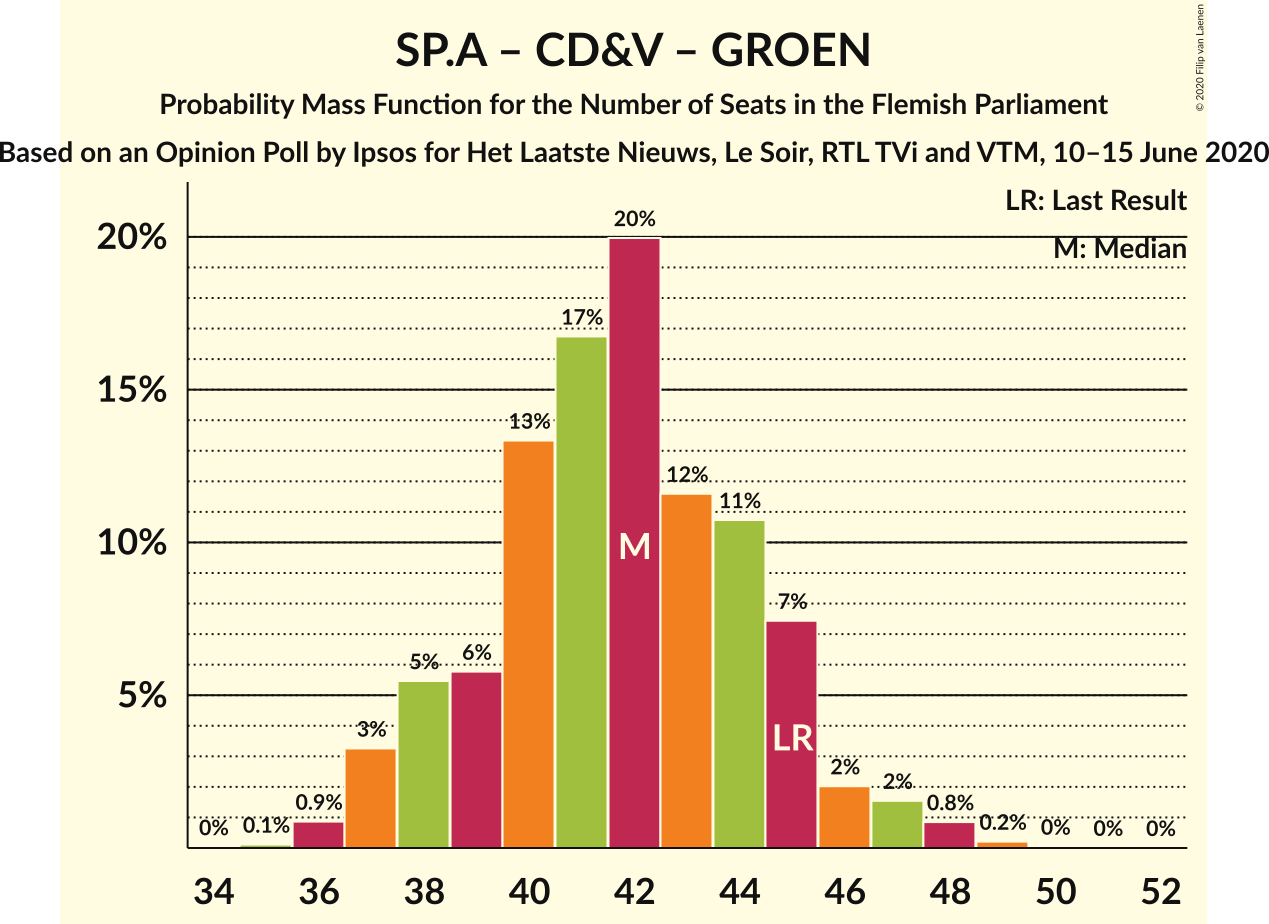 SP.A – CD&V – GROEN
Probability Mass Function for the Number of Seats in the Flemish Parliament
Based on an Opinion Poll by Ipsos for Het Laatste Nieuws, Le Soir, RTL TVi and VTM, 10–15 June 2020
© 2020 Filip van Laenen
LR: Last Result
M: Median
20%
15%
10%
5%
0%
0.1%
0.9%
3%
5%
6%
13%
17%
20%
12%
11%
7%
2%
2%
0.8%
0.2%
0%
0%
0%
M
LR
34 36 38 40 42 44 46 48 50 52